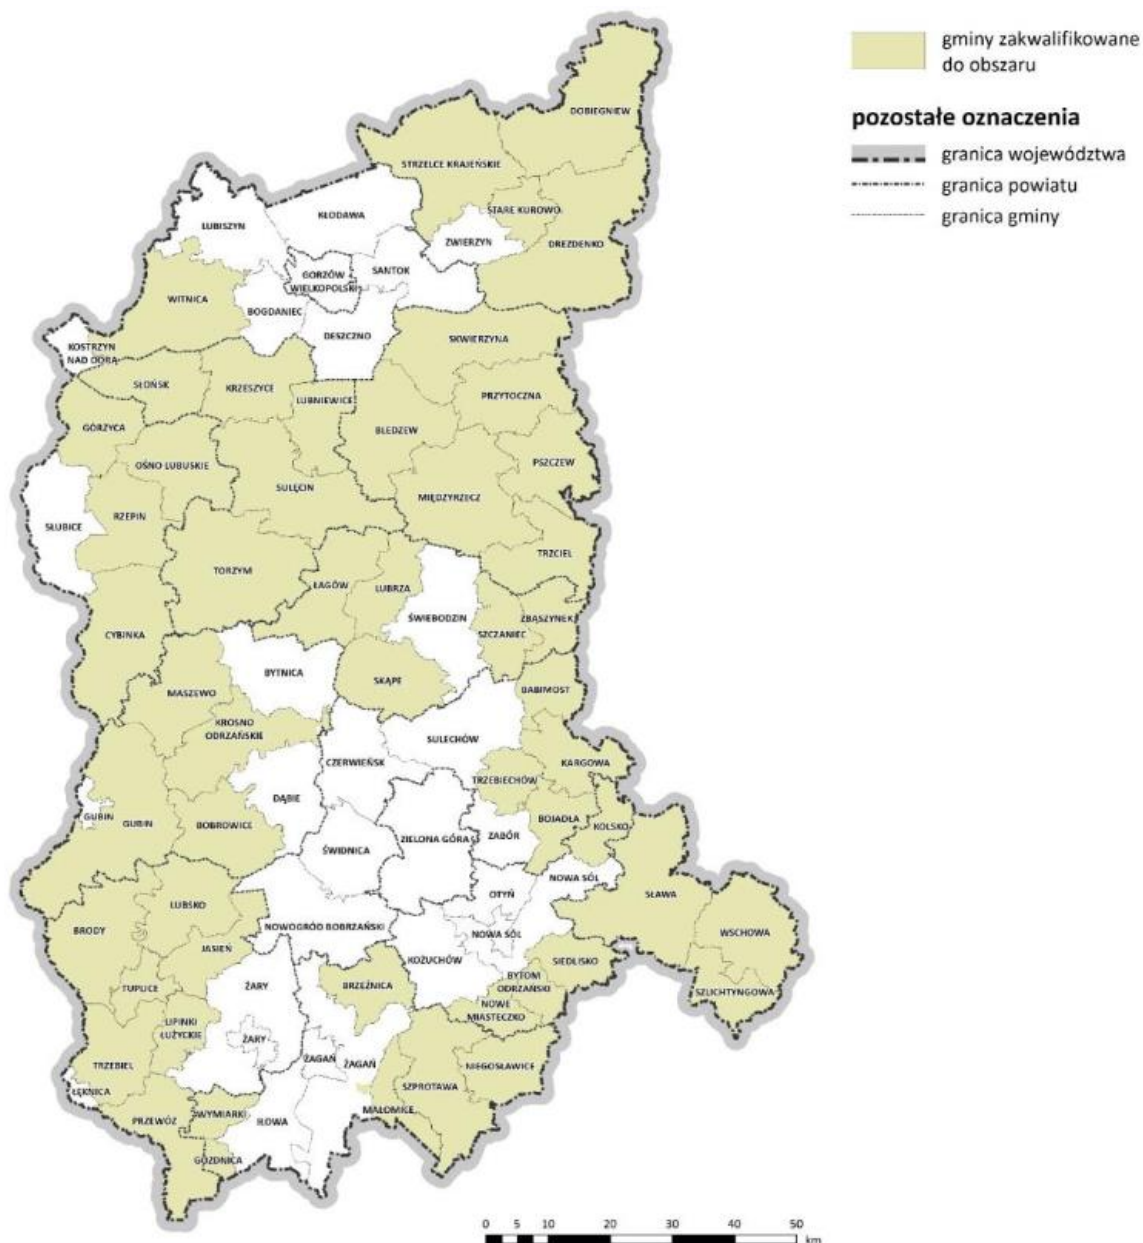 gminy zakwalifikowane
do obszaru
pozostałe oznaczenia
granica województwa
granica powiatu
granica gminy
DOBIEGNIEW
STRZELCE KRAJEŃSKIE
STARE KUROWO
KŁODAWA
LUBISZYN
ZWIERZYN
DREZDENKO
SANTOK
GORZÓW
WIELKOPOLSKI
WITNICA
BOGDANIEC
DESZCZNO
SKWIERZYNA
KOSTRZYN
NAD ODRĄ
SŁOŃSK
KRZESZYCE
LUBNIEWICE
PRZYTOCZNA
GÓRZYCA
BLEDZEW
OŚNO LUBUSKIE
PSZCZEW
SULĘCIN
MIĘDZYRZECZ
RZEPIN
SŁUBICE
TRZCIEL
TORZYM
ŁAGÓW
LUBRZA
ŚWIEBODZIN
ZBĄSZYNEK
SZCZANIEC
CYBINKA
BYTNICA
SKĄPE
MASZEWO
BABIMOST
KROSNO
ODRZAŃSKIE
SULECHÓW
CZERWIEŃSK
KARGOWA
TRZEBIECHÓW
DĄBIE
GUBIN
GUBIN
BOBROWICE
BOJADŁA
KOLSKO
ZABÓR
ZIELONA GÓRA
ŚWIDNICA
NOWA SÓL
OTYŃ
SŁAWA
LUBSKO
BRODY
NOWOGRÓD BOBRZAŃSKI
NOWA SÓL
WSCHOWA
JASIEŃ
KOŻUCHÓW
SIEDLISKO
BYTOM
ODRZAŃSKI
ŻARY
BRZEŹNICA
TUPLICE
SZLICHTYNGOWA
NOWE
MIASTECZKO
LIPINKI
ŁUŻYCKIE
ŻARY
ŻAGAŃ
ŻAGAŃ
TRZEBIEL
NIEGOSŁAWICE
SZPROTAWA
ŁĘKNICA
MAŁOMICE
WYMIARKI
PRZEWÓZ
IŁOWA
GOZDNICA
0 5 10 20 30 40 50
km